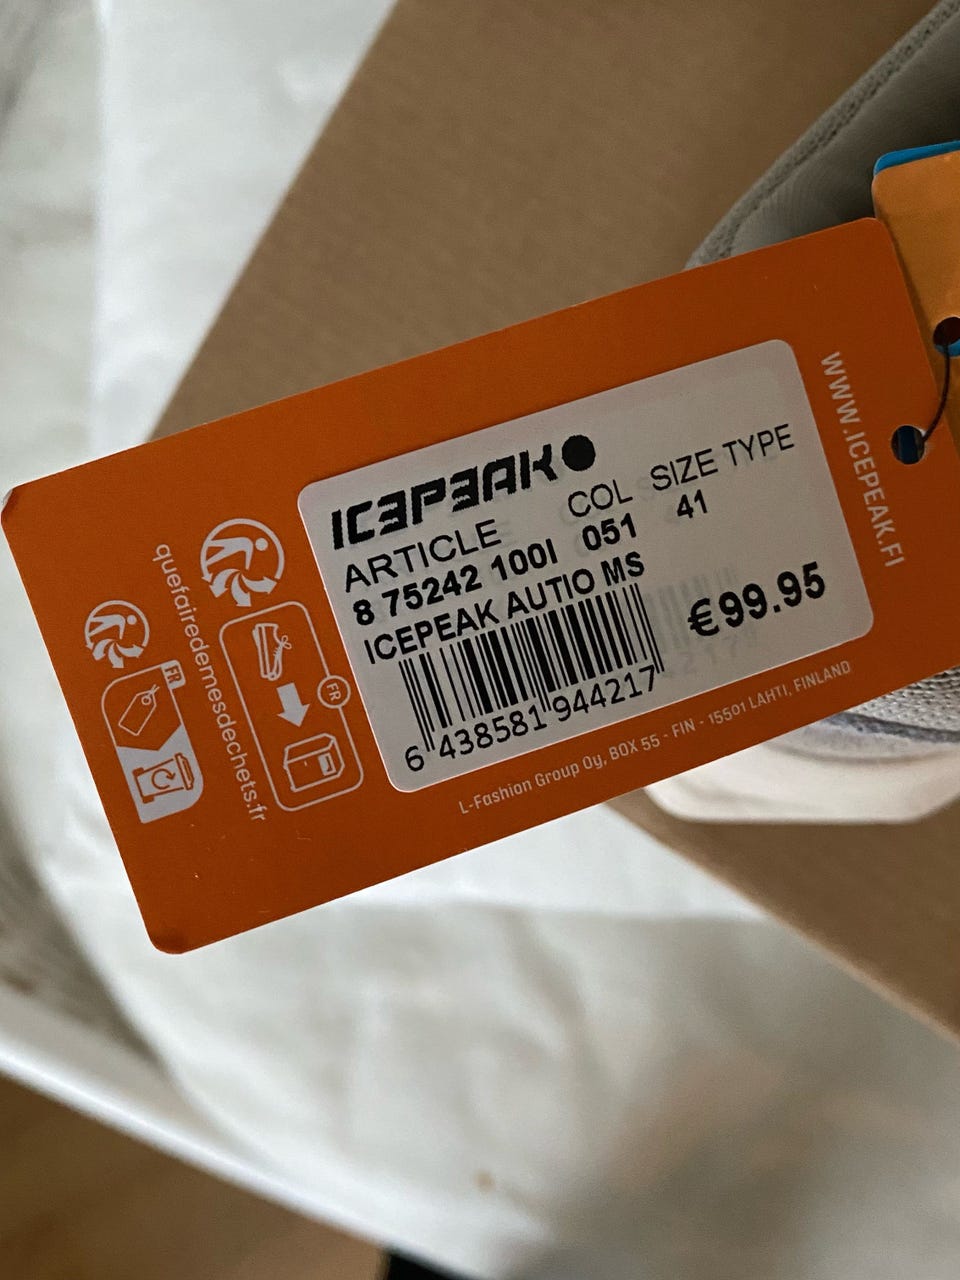 ICEPEAK
ARTICLE COL SIZE TYPE
8 75242 100I 051 41
ICEPEAK AUTIO MS
€99.95
6 438581 944217
L-Fashion Group Oy, BOX 55 - FIN - 15501 LAHTI, FINLAND
WWW.ICEPEAK.FI
quefairedemesdechets.fr
FR
FR